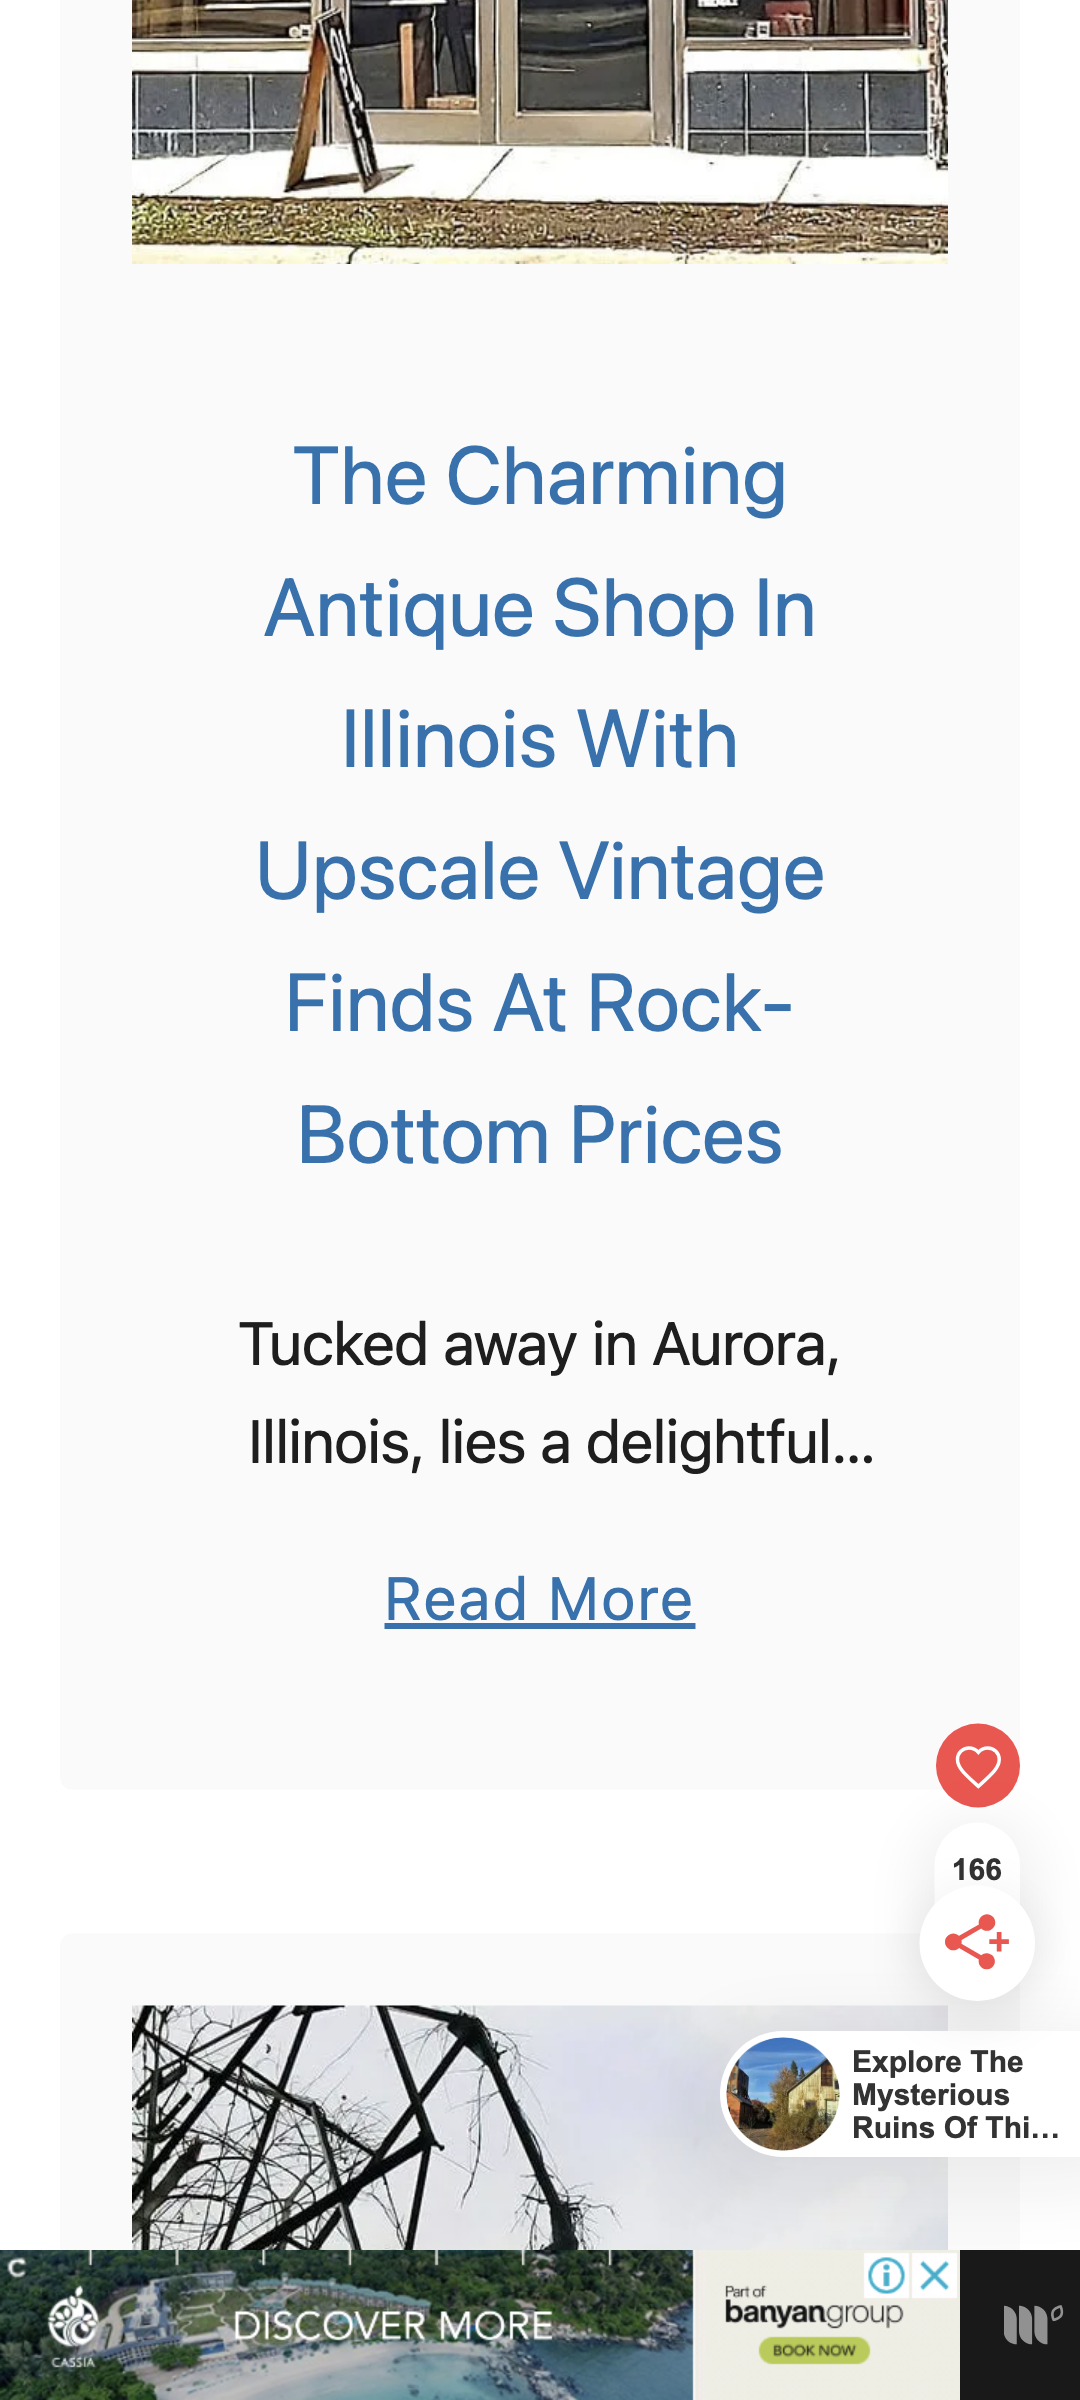 The Charming
Antique Shop In
Illinois With
Upscale Vintage
Finds At Rock-
Bottom Prices
Tucked away in Aurora,
Illinois, lies a delightful...
Read More
166
Explore The
Mysterious
Ruins Of Thi...
C
CASSIA
DISCOVER MORE
Part of
banyangroup
BOOK NOW